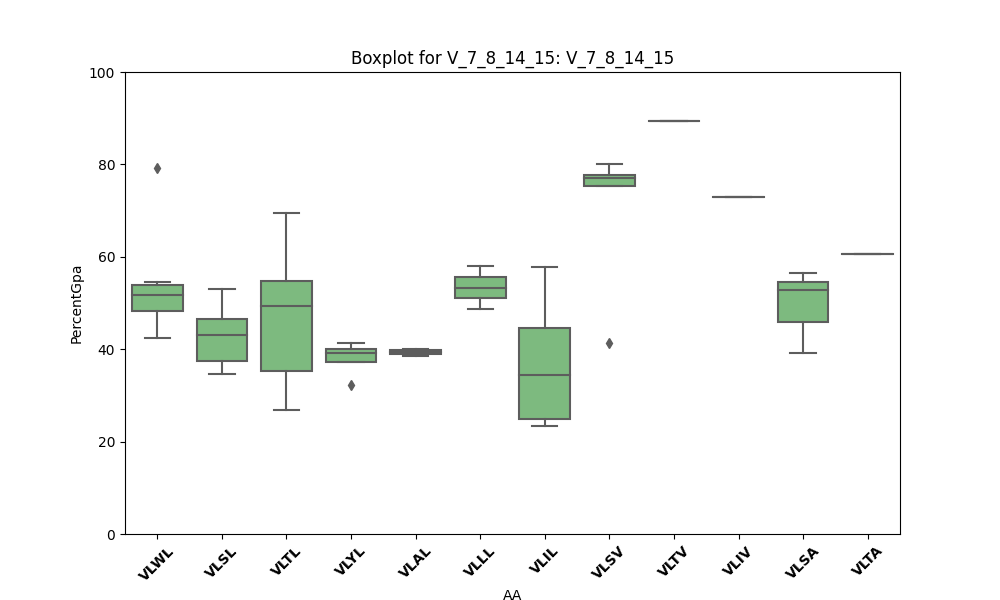 Boxplot for V_7_8_14_15: V_7_8_14_15
100
80
60
40
20
0
PercentGpa
VLWL
VLSL
VLTL
VLYL
VLAL
VLLL
VLIL
VLSV
VLTV
VLIV
VLSA
VLTA
AA